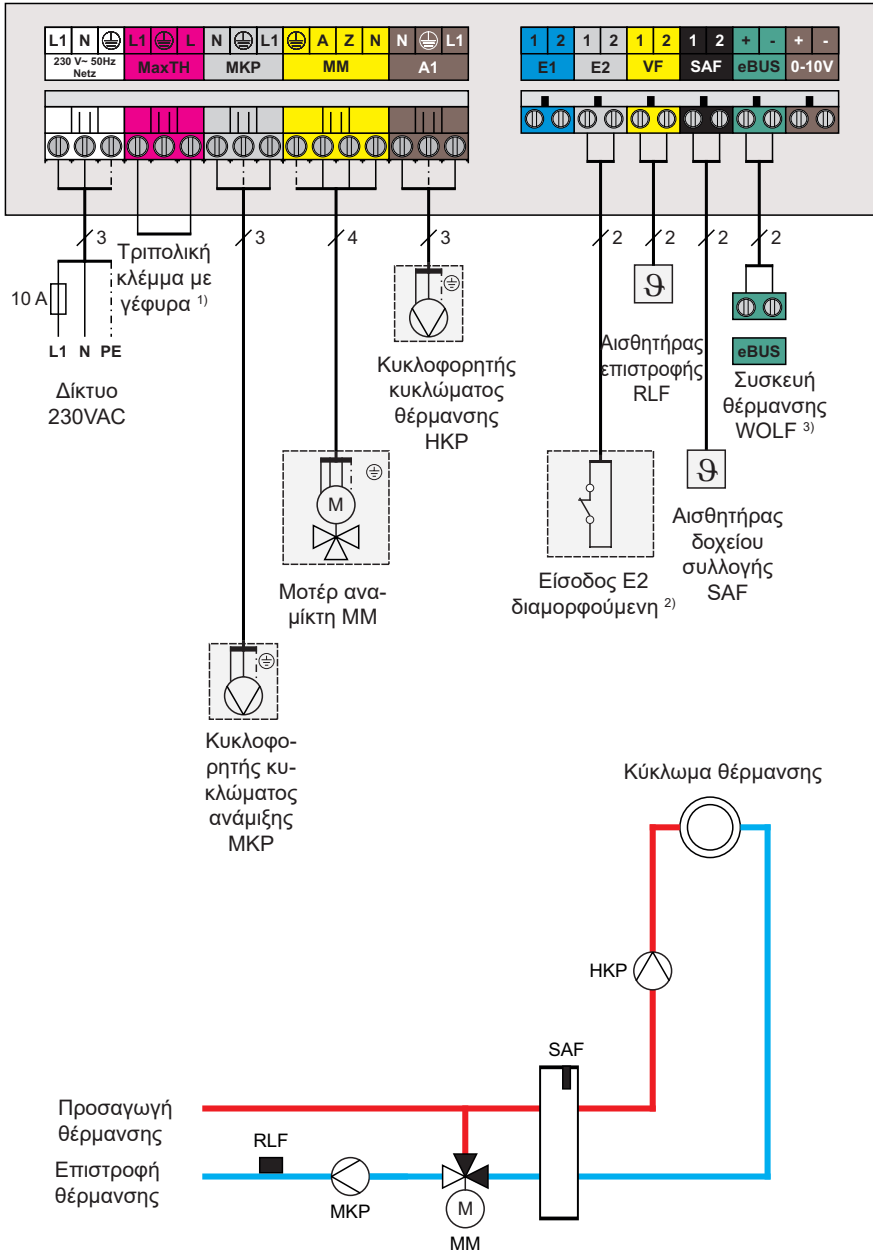 L1 N L1 L N L1 A Z N N L1
230 V~ 50Hz
Netz
MaxTH MKP MM A1
1 2 1 2 1 2 1 2 + - + -
E1 E2 VF SAF eBUS 0-10V
3
3
4
3
2
2
2
2
10 A
L1 N PE
Δίκτυο
230VAC
Τριπολική
κλέμμα με
γέφυρα 1)
Κυκλοφορητής
κυκλώματος
θέρμανσης
HKP
ϑ
Αισθητήρας
επιστροφής
RLF
eBUS
Συσκευή
θέρμανσης
WOLF 3)
M
Μοτέρ ανα-
μίκτη MM
Είσοδος E2
διαμορφούμενη 2)
ϑ
Αισθητήρας
δοχείου
συλλογής
SAF
Κυκλοφο-
ρητής κυ-
κλώματος
ανάμιξης
MKP
Κύκλωμα θέρμανσης
HKP
SAF
Προσαγωγή
θέρμανσης
RLF
Επιστροφή
θέρμανσης
MKP
M
MM